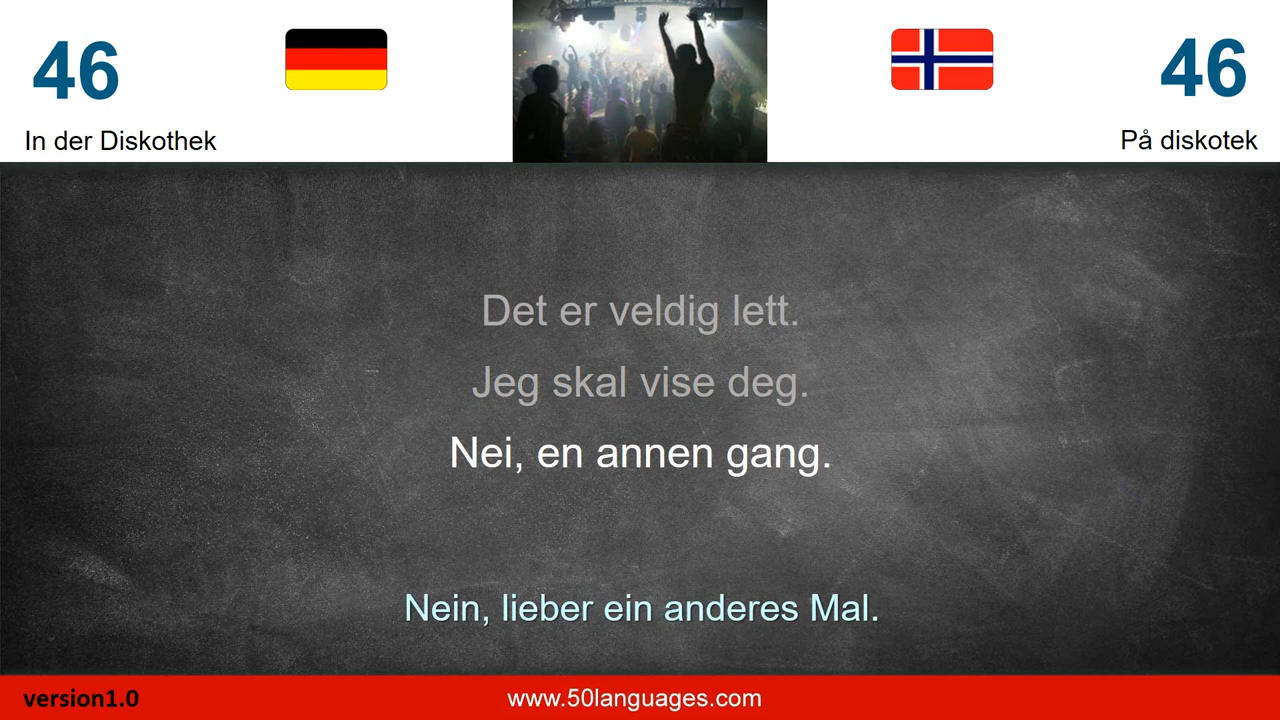 46
46
In der Diskothek
På diskotek
Det er veldig lett.
Jeg skal vise deg.
Nei, en annen gang.
Nein, lieber ein anderes Mal.
version1.0
www.50languages.com